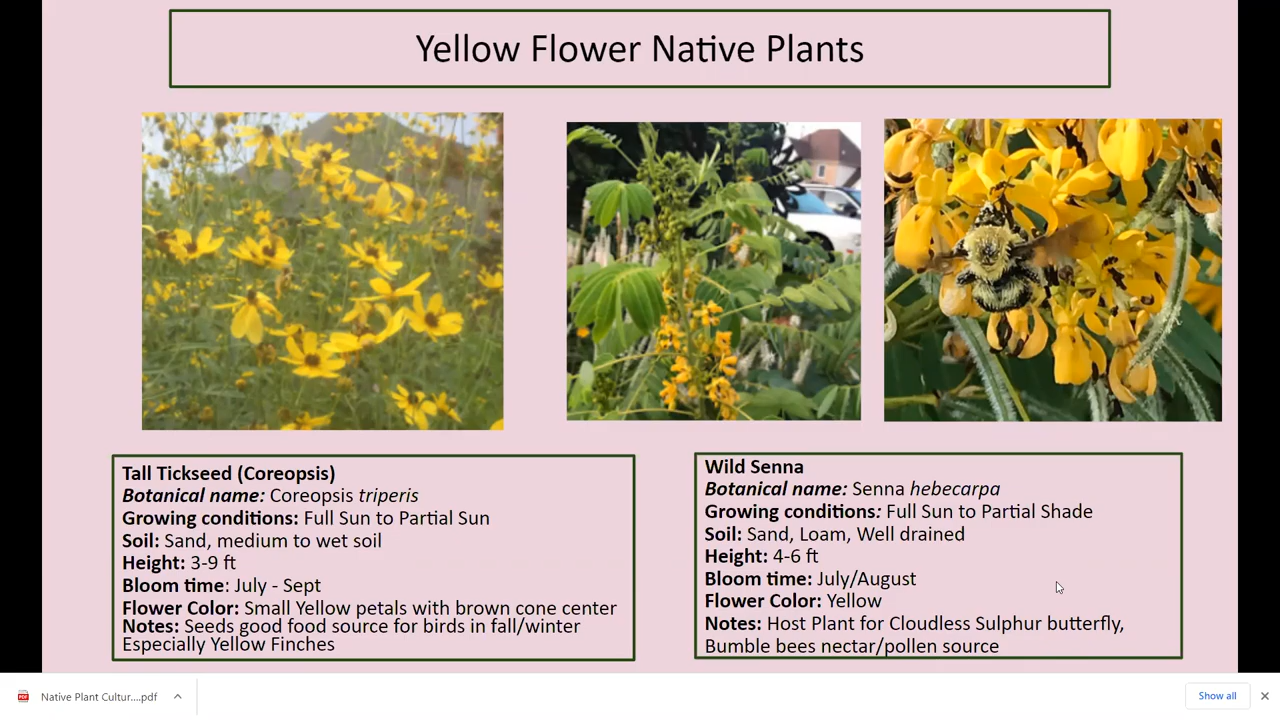 Yellow Flower Native Plants
Tall Tickseed (Coreopsis)
Botanical name: Coreopsis triperis
Growing conditions: Full Sun to Partial Sun
Soil: Sand, medium to wet soil
Height: 3-9 ft
Bloom time: July - Sept
Flower Color: Small Yellow petals with brown cone center
Notes: Seeds good food source for birds in fall/winter
Especially Yellow Finches
Wild Senna
Botanical name: Senna hebecarpa
Growing conditions: Full Sun to Partial Shade
Soil: Sand, Loam, Well drained
Height: 4-6 ft
Bloom time: July/August
Flower Color: Yellow
Notes: Host Plant for Cloudless Sulphur butterfly,
Bumble bees nectar/pollen source
PDF Native Plant Cultur....pdf
Show all